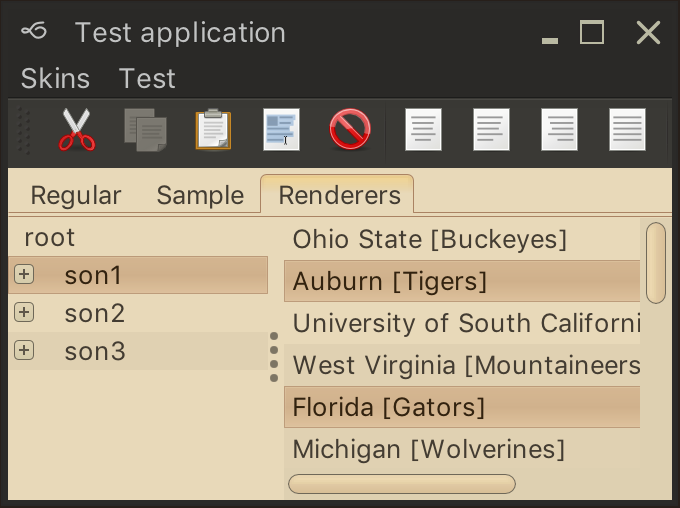 Test application
Skins Test
Regular Sample Renderers
root
son1
son2
son3
Ohio State [Buckeyes]
Auburn [Tigers]
University of South Californi
West Virginia [Mountaineers
Florida [Gators]
Michigan [Wolverines]